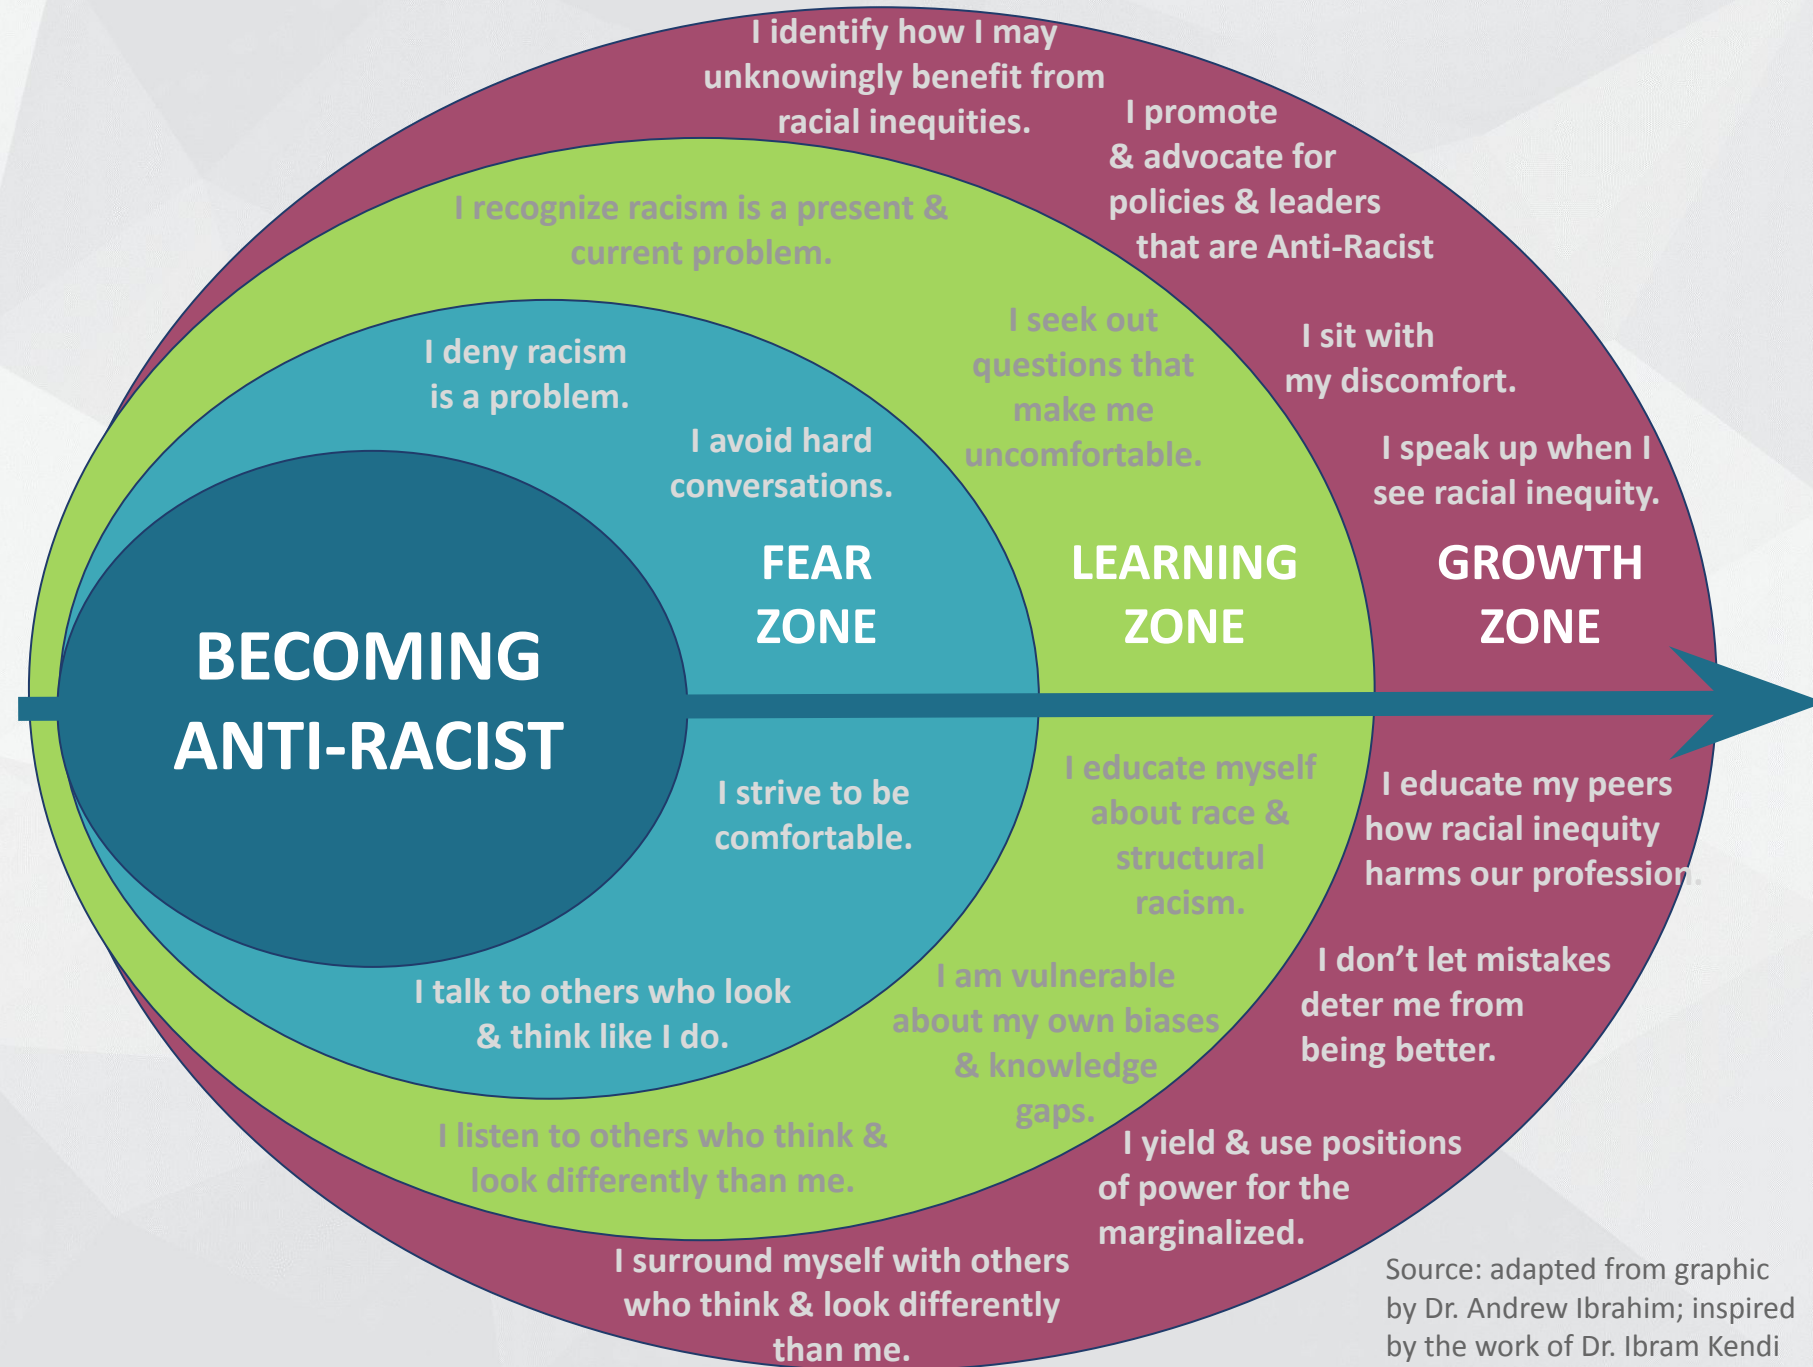 I identify how I may
unknowingly benefit from
racial inequities.
I promote
& advocate for
policies & leaders
that are Anti-Racist
I recognize racism is a present &
current problem.
I seek out
questions that
make me
uncomfortable.
I sit with
my discomfort.
I deny racism
is a problem.
I avoid hard
conversations.
I speak up when I
see racial inequity.
FEAR
ZONE
LEARNING
ZONE
GROWTH
ZONE
BECOMING
ANTI-RACIST
I strive to be
comfortable.
I educate myself
about race &
structural
racism.
I educate my peers
how racial inequity
harms our profession.
I talk to others who look
& think like I do.
I am vulnerable
about my own biases
& knowledge
gaps.
I don’t let mistakes
deter me from
being better.
I listen to others who think &
look differently than me.
I yield & use positions
of power for the
marginalized.
I surround myself with others
who think & look differently
than me.
Source: adapted from graphic
by Dr. Andrew Ibrahim; inspired
by the work of Dr. Ibram Kendi